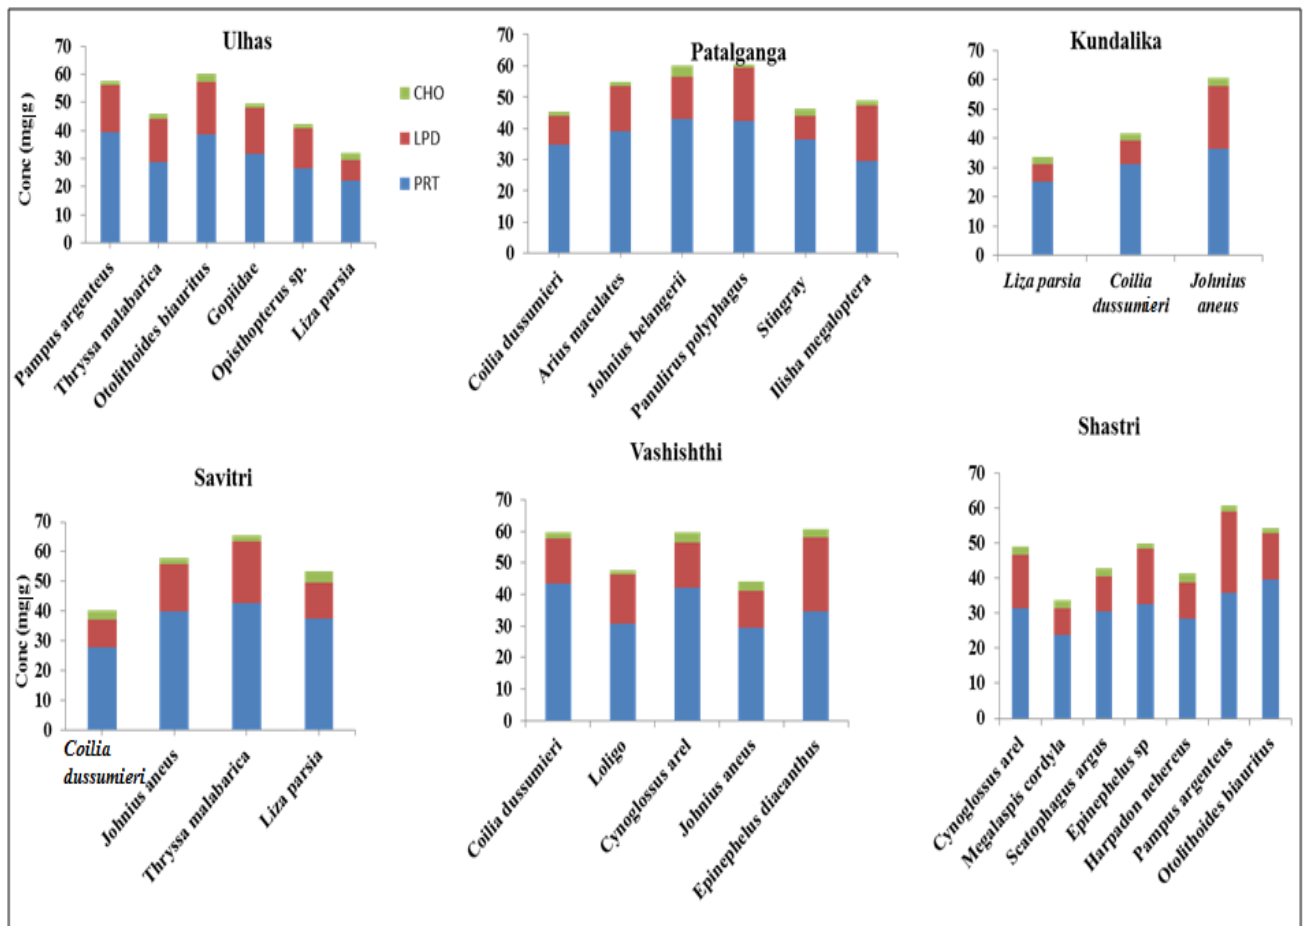 Ulhas
Conc (mg|g)
70
60
50
40
30
20
10
0
Pampus argenteus
Thryssa malabarica
Otolithoides biauritus
Gopiidae
Opisthopterus sp.
Liza parsia
CHO
LPD
PRT
Patalganga
70
60
50
40
30
20
10
0
Coilia dussumieri
Arius maculates
Johnius belangerii
Panulirus polyphagus
Stingray
Ilisha megaloptera
Kundalika
70
60
50
40
30
20
10
0
Liza parsia
Coilia
dussumieri
Johnius
aneus
Savitri
Conc (mg|g)
70
60
50
40
30
20
10
0
Coilia
dussumieri
Johnius aneus
Thryssa malabarica
Liza parsia
Vashishthi
70
60
50
40
30
20
10
0
Coilia dussumieri
Loligo
Cynoglossus arel
Johnius aneus
Epinephelus diacanthus
Shastri
70
60
50
40
30
20
10
0
Cynoglossus arel
Megalaspis cordyla
Scatophagus argus
Epinephelus sp
Harpadon nehereus
Pampus argenteus
Otolithoides biauritus